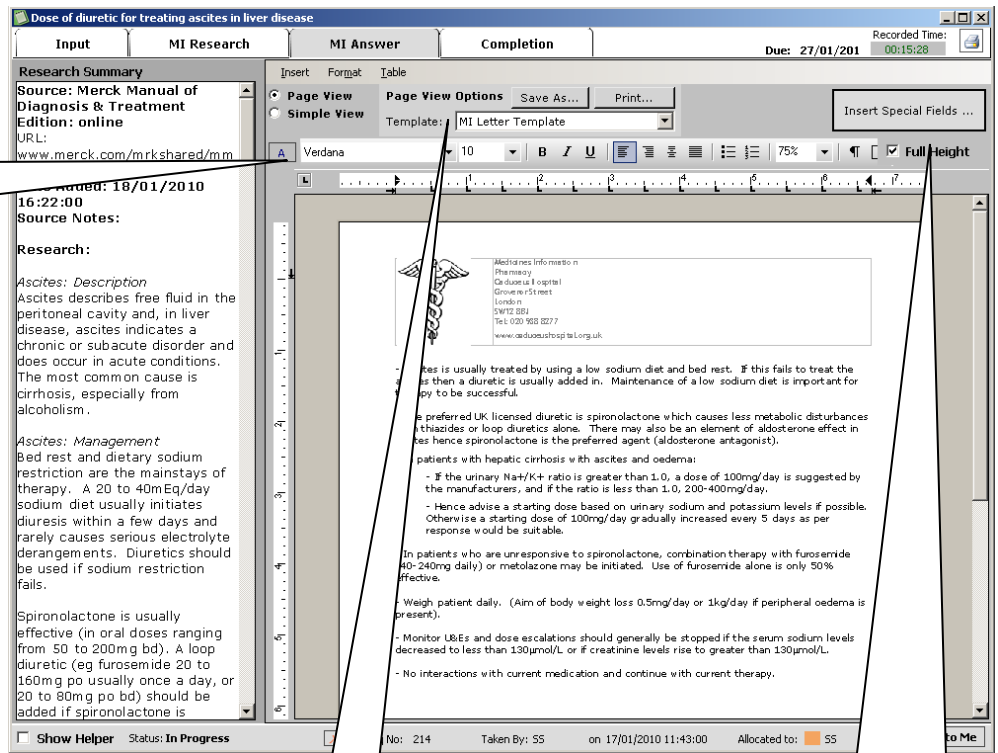 Dose of diuretic for treating ascites in liver disease
Input
MI Research
MI Answer
Completion
Due: 27/01/201
Recorded Time:
00:15:28
Research Summary
Source: Merck Manual of
Diagnosis & Treatment
Edition: online
URL:
www.merck.com/mrkshared/mm
Added: 18/01/2010
16:22:00
Source Notes:
Research:
Ascites: Description
Ascites describes free fluid in the
peritoneal cavity and, in liver
disease, ascites indicates a
chronic or subacute disorder and
does occur in acute conditions.
The most common cause is
cirrhosis, especially from
alcoholism.
Ascites: Management
Bed rest and dietary sodium
restriction are the mainstays of
therapy. A 20 to 40mEq/day
sodium diet usually initiates
diuresis within a few days and
rarely causes serious electrolyte
derangements. Diuretics should
be used if sodium restriction
fails.
Spironolactone is usually
effective (in oral doses ranging
from 50 to 200mg bd). A loop
diuretic (eg furosemide 20 to
160mg po usually once a day, or
20 to 80mg po bd) should be
added if spironolactone is
Insert Format Table
Page View
Simple View
Page View Options
Save As...
Print...
Template:
MI Letter Template
Insert Special Fields ...
A Verdana 10 B I U 75% ¶ Full Height
L 1 2 3 4 5 6 7
Medicines Information
Pharmacy
Caduceus Hospital
Grovener Street
London
SW12 8BJ
Tel: 020 988 8277
www.caduceushospital.org.uk
- is usually treated by using a low sodium diet and bed rest. If this fails to treat the
then a diuretic is usually added in. Maintenance of a low sodium diet is important for
to be successful.
preferred UK licensed diuretic is spironolactone which causes less metabolic disturbances
thiazides or loop diuretics alone. There may also be an element of aldosterone effect in
hence spironolactone is the preferred agent (aldosterone antagonist).
patients with hepatic cirrhosis with ascites and oedema:
- If the urinary Na+/K+ ratio is greater than 1.0, a dose of 100mg/day is suggested by
the manufacturers, and if the ratio is less than 1.0, 200-400mg/day.
- Hence advise a starting dose based on urinary sodium and potassium levels if possible.
Otherwise a starting dose of 100mg/day gradually increased every 5 days as per
response would be suitable.
In patients who are unresponsive to spironolactone, combination therapy with furosemide
40-240mg daily) or metolazone may be initiated. Use of furosemide alone is only 50%
effective.
- Weigh patient daily. (Aim of body weight loss 0.5mg/day or 1kg/day if peripheral oedema is
present).
- Monitor U&Es and dose escalations should generally be stopped if the serum sodium levels
decreased to less than 130µmol/L or if creatinine levels rise to greater than 130µmol/L.
- No interactions with current medication and continue with current therapy.
Show Helper Status: In Progress
No: 214 Taken By: SS on 17/01/2010 11:43:00 Allocated to: SS to Me